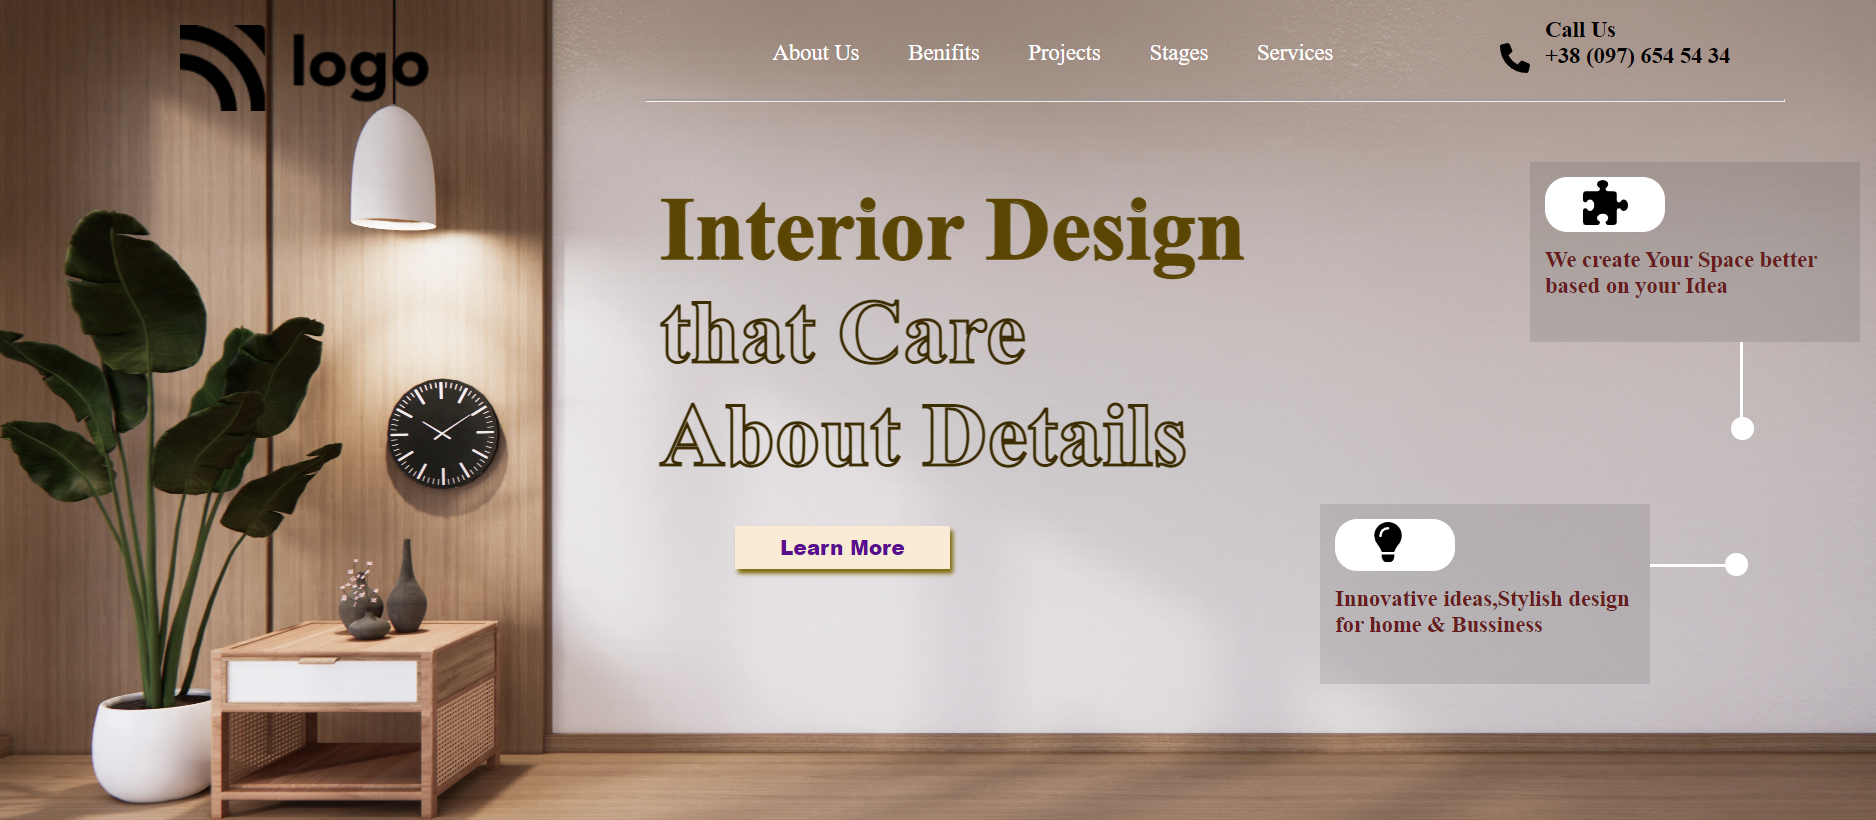 logo
About Us Benifits Projects Stages Services
Call Us
+38 (097) 654 54 34
Interior Design
that Care
About Details
Learn More
We create Your Space better
based on your Idea
Innovative ideas,Stylish design
for home & Bussiness